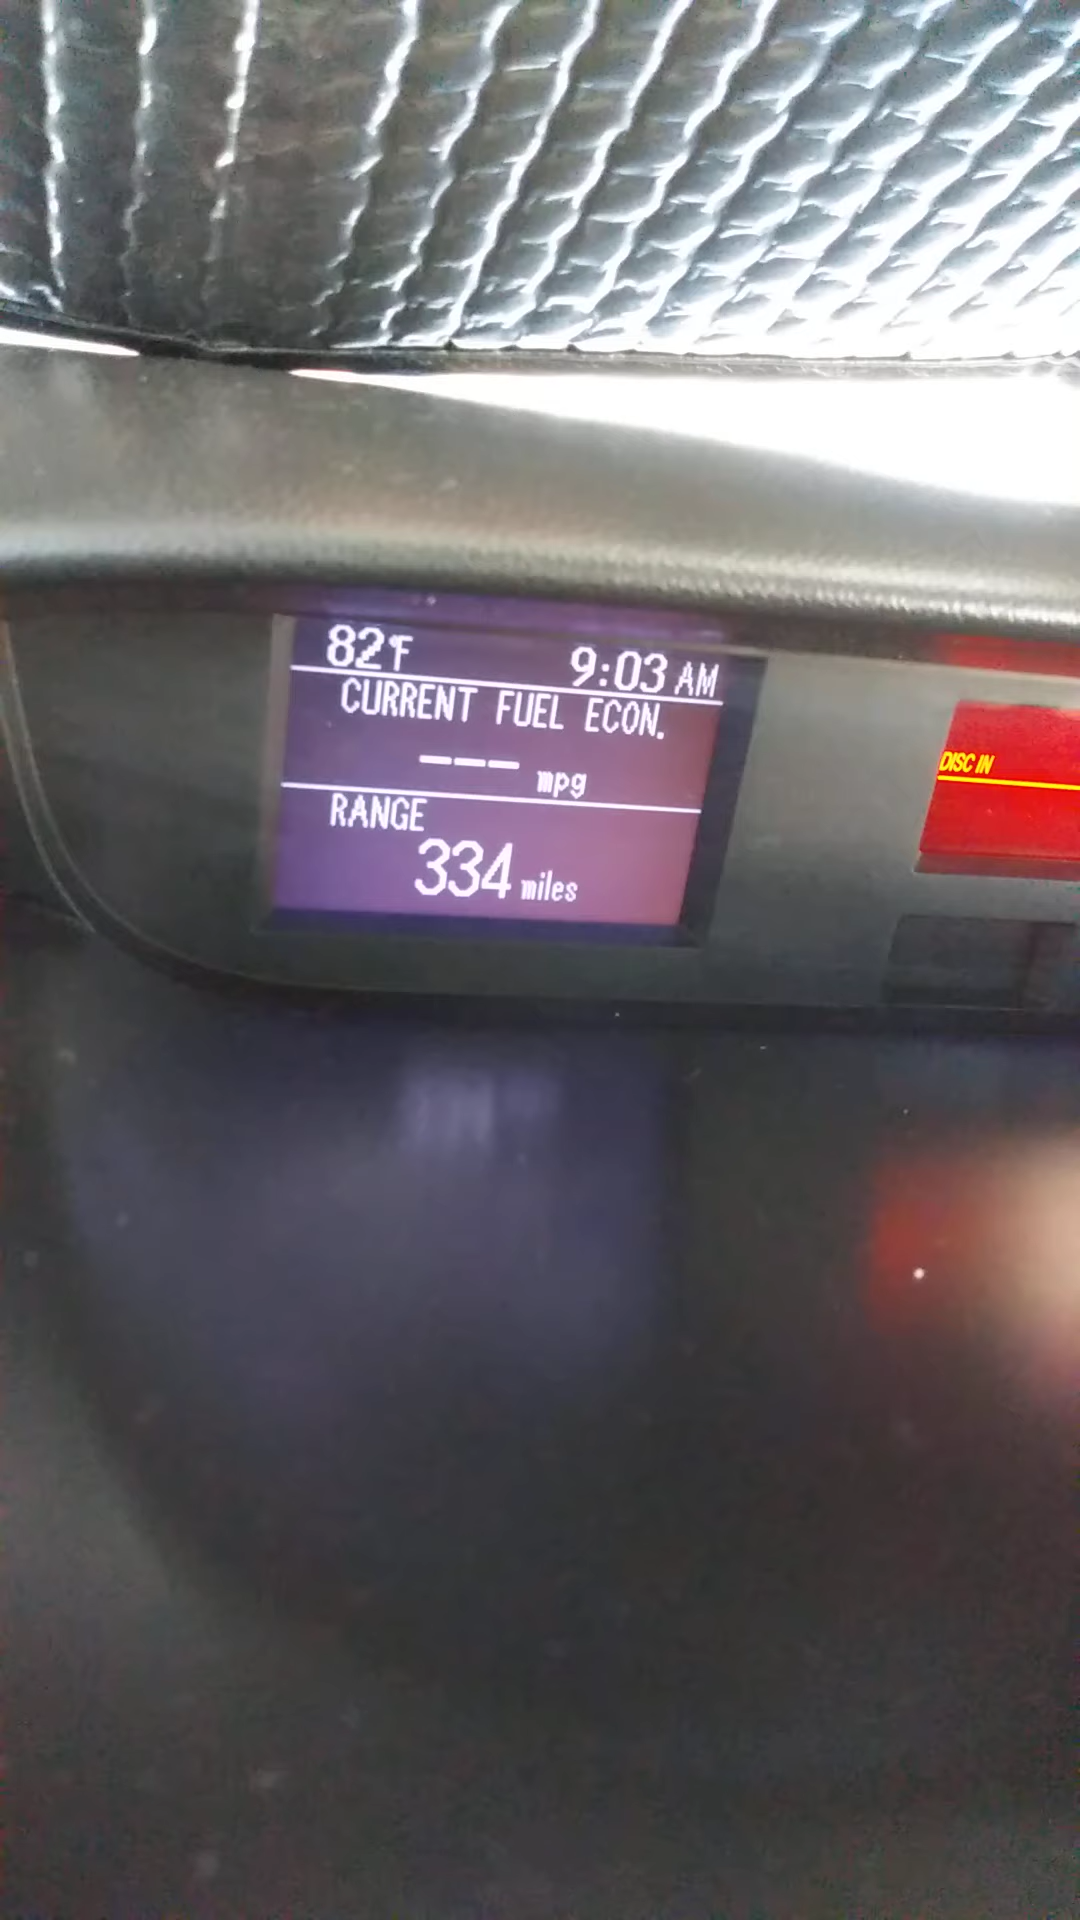 82°F 9:03 AM
CURRENT FUEL ECON.
--- mpg
RANGE
334 miles
DISC IN